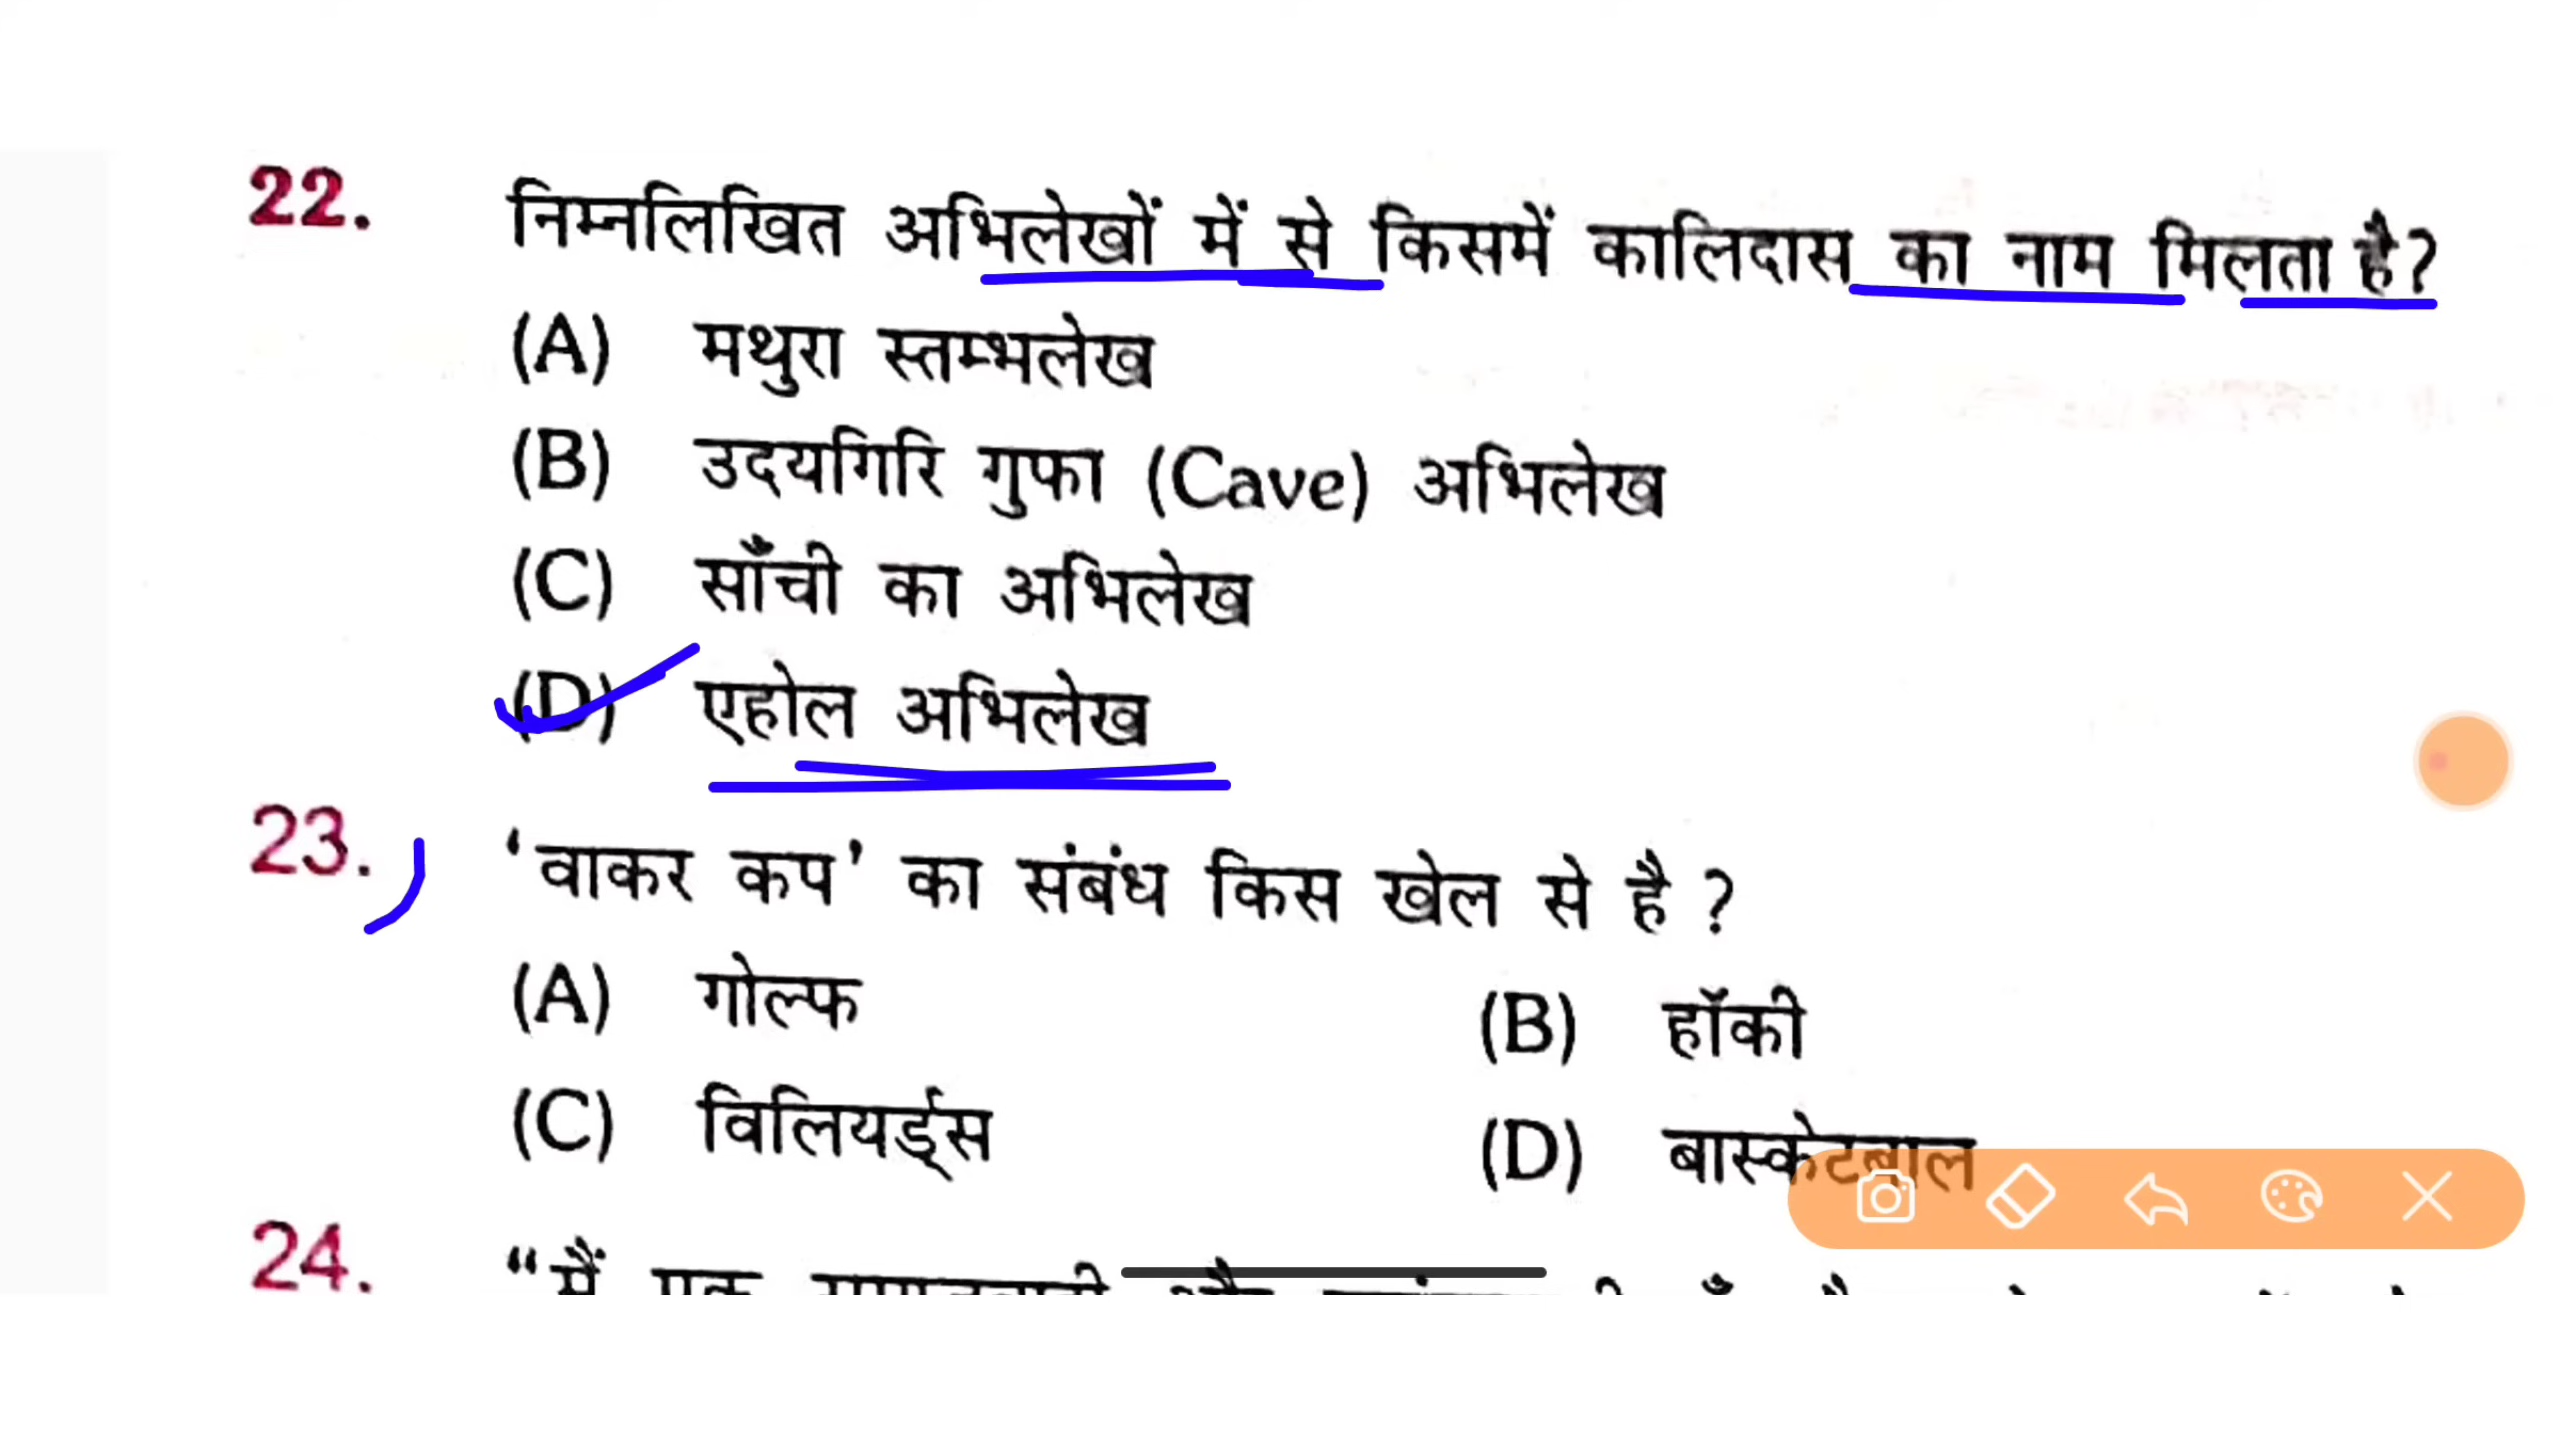 22. निम्नलिखित अभिलेखों में से किसमें कालिदास का नाम मिलता है?
(A) मथुरा स्तम्भलेख
(B) उदयगिरि गुफा (Cave) अभिलेख
(C) साँची का अभिलेख
(D) एहोल अभिलेख
23. 'वाकर कप' का संबंध किस खेल से है ?
(A) गोल्फ (B) हॉकी
(C) विलियर्ड्स (D) बास्केटबाल
24. “मैं एक